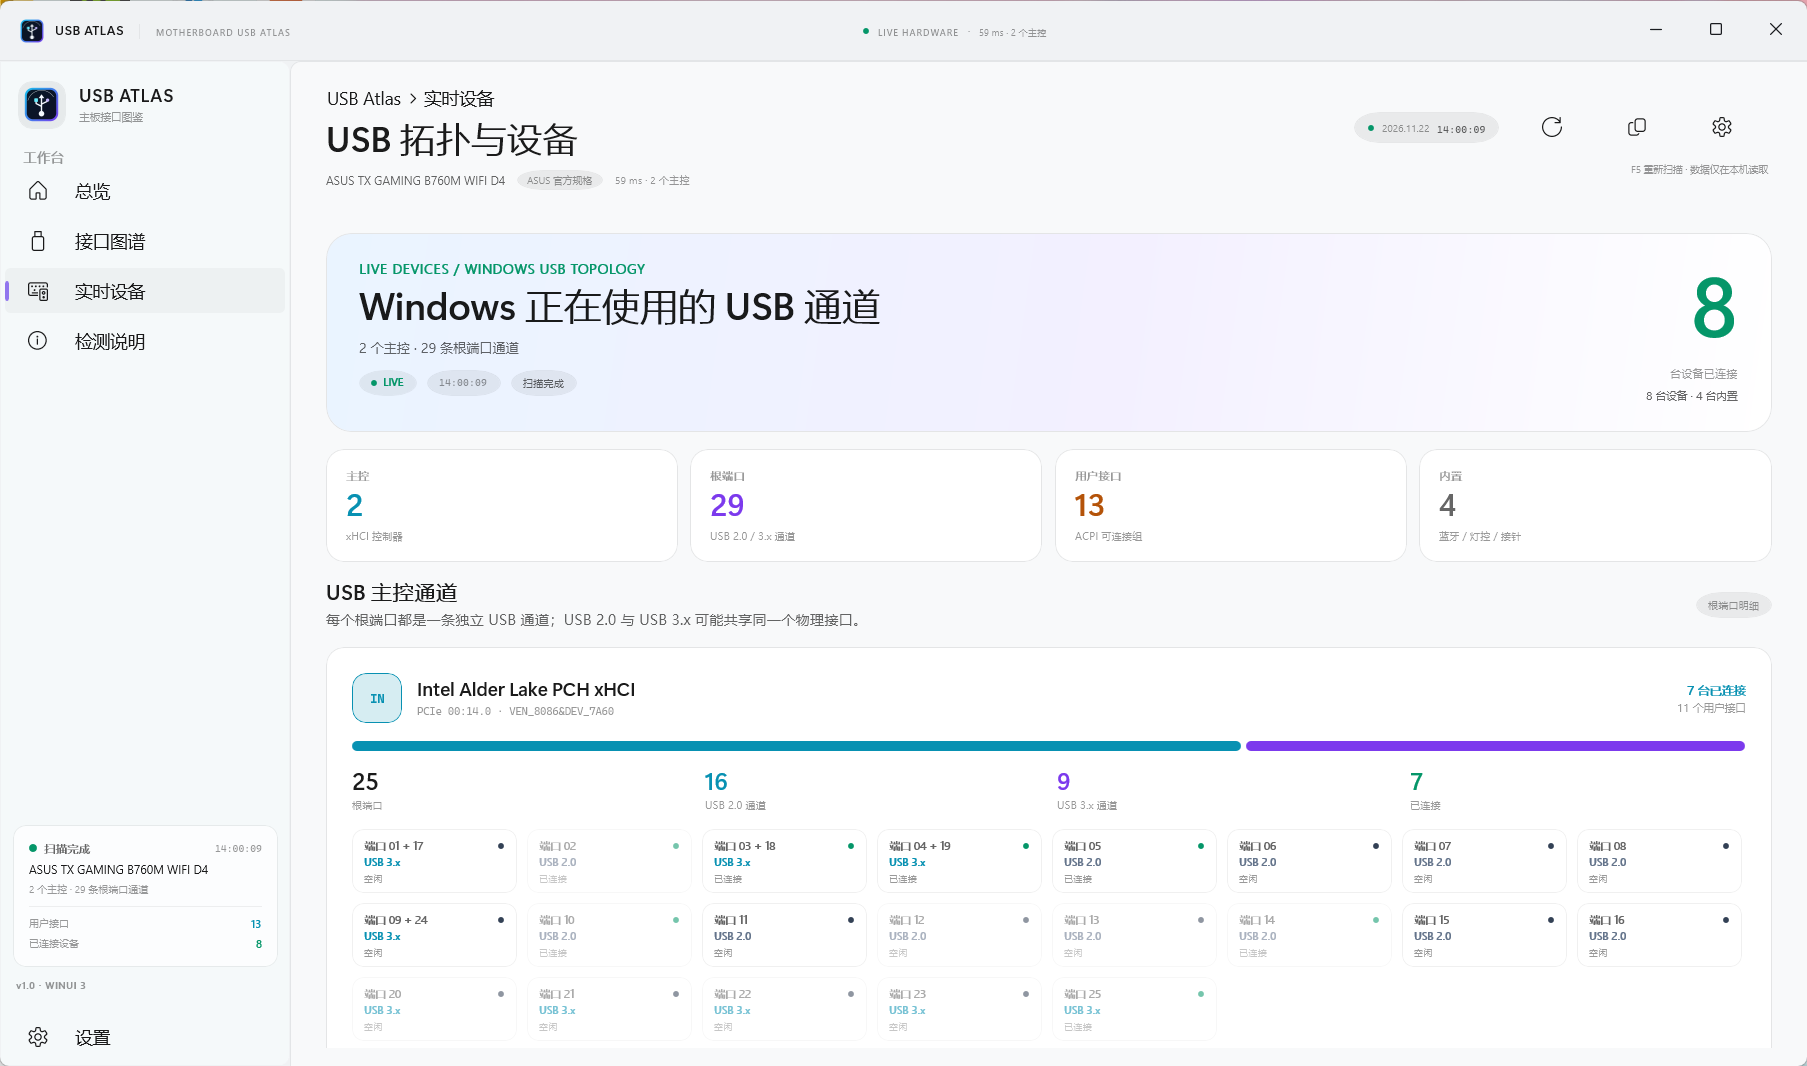 USB ATLAS
MOTHERBOARD USB ATLAS
LIVE HARDWARE · 59 ms · 2 个主控
USB ATLAS
主板接口图鉴
工作台
总览
接口图谱
实时设备
检测说明
扫描完成 14:00:09
ASUS TX GAMING B760M WIFI D4
2 个主控 · 29 条根端口通道
用户接口 13
已连接设备 8
v1.0 · WINUI 3
设置
USB Atlas > 实时设备
USB 拓扑与设备
ASUS TX GAMING B760M WIFI D4 ASUS 官方规格 59 ms · 2 个主控
2026.11.22 14:00:09
F5 重新扫描 · 数据仅在本机读取
LIVE DEVICES / WINDOWS USB TOPOLOGY
Windows 正在使用的 USB 通道
2 个主控 · 29 条根端口通道
LIVE 14:00:09 扫描完成
8
台设备已连接
8 台设备 · 4 台内置
主控
2
xHCI 控制器
根端口
29
USB 2.0 / 3.x 通道
用户接口
13
ACPI 可连接组
内置
4
蓝牙 / 灯控 / 接针
USB 主控通道
每个根端口都是一条独立 USB 通道；USB 2.0 与 USB 3.x 可能共享同一个物理接口。
根端口明细
IN
Intel Alder Lake PCH xHCI
PCIe 00:14.0 · VEN_8086&DEV_7A60
7 台已连接
11 个用户接口
25
根端口
16
USB 2.0 通道
9
USB 3.x 通道
7
已连接
端口 01 + 17
USB 3.x
空闲
端口 02
USB 2.0
已连接
端口 03 + 18
USB 3.x
已连接
端口 04 + 19
USB 3.x
已连接
端口 05
USB 2.0
已连接
端口 06
USB 2.0
空闲
端口 07
USB 2.0
空闲
端口 08
USB 2.0
空闲
端口 09 + 24
USB 3.x
空闲
端口 10
USB 2.0
已连接
端口 11
USB 2.0
空闲
端口 12
USB 2.0
空闲
端口 13
USB 2.0
空闲
端口 14
USB 2.0
已连接
端口 15
USB 2.0
空闲
端口 16
USB 2.0
空闲
端口 20
USB 3.x
空闲
端口 21
USB 3.x
空闲
端口 22
USB 3.x
空闲
端口 23
USB 3.x
空闲
端口 25
USB 3.x
已连接